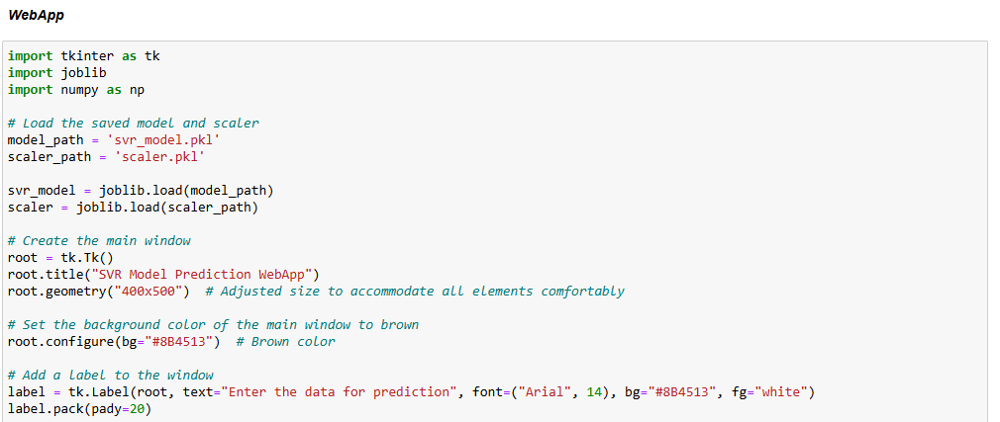 WebApp
import tkinter as tk
import joblib
import numpy as np
# Load the saved model and scaler
model_path = 'svr_model.pkl'
scaler_path = 'scaler.pkl'
svr_model = joblib.load(model_path)
scaler = joblib.load(scaler_path)
# Create the main window
root = tk.Tk()
root.title("SVR Model Prediction WebApp")
root.geometry("400x500")  # Adjusted size to accommodate all elements comfortably
# Set the background color of the main window to brown
root.configure(bg="#8B4513")  # Brown color
# Add a label to the window
label = tk.Label(root, text="Enter the data for prediction", font=("Arial", 14), bg="#8B4513", fg="white")
label.pack(pady=20)